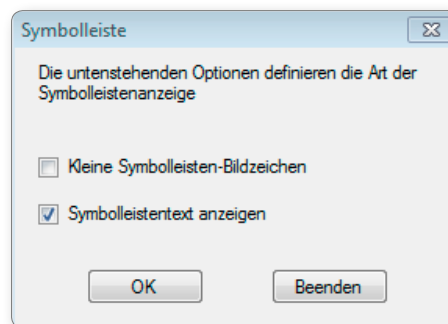 Symbolleiste
Die untenstehenden Optionen definieren die Art der
Symbolleistenanzeige
Kleine Symbolleisten-Bildzeichen
Symbolleistentext anzeigen
OK Beenden